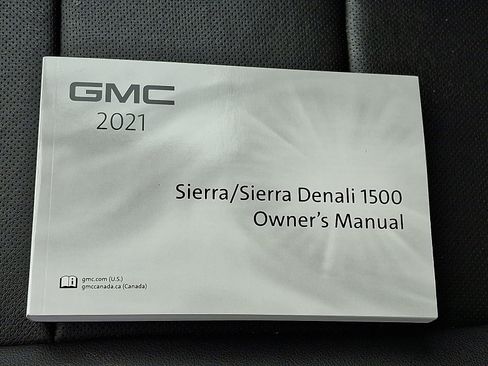 GMC
2021
Sierra/Sierra Denali 1500
Owner's Manual
gmc.com (U.S.)
gmccanada.ca (Canada)